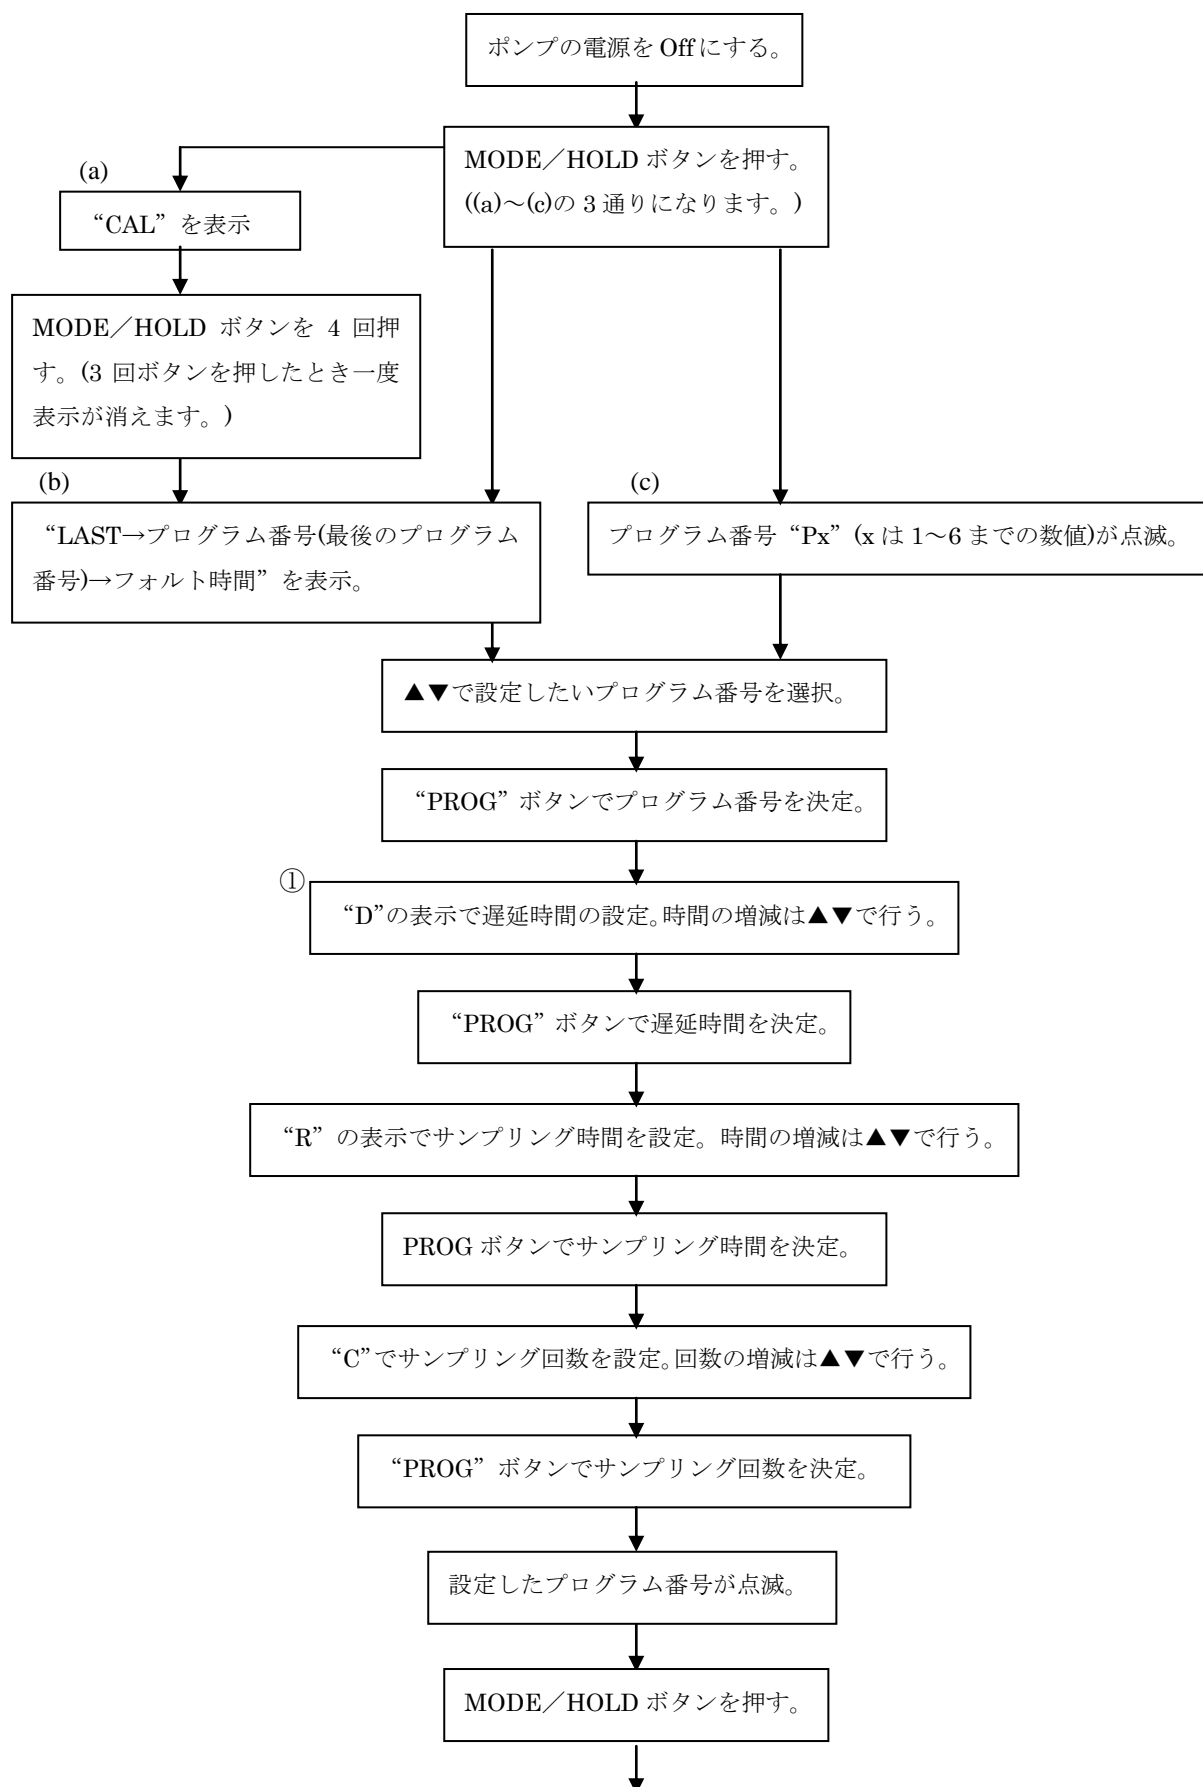 ポンプの電源を Off にする。
MODE／HOLD ボタンを押す。
((a)～(c)の 3 通りになります。)
(a)
“CAL”を表示
MODE／HOLD ボタンを 4 回押
す。(3 回ボタンを押したとき一度
表示が消えます。)
(b)
“LAST→プログラム番号(最後のプログラム
番号)→フォルト時間”を表示。
(c)
プログラム番号“Px”(x は 1～6 までの数値)が点滅。
▲▼で設定したいプログラム番号を選択。
“PROG”ボタンでプログラム番号を決定。
①
“D”の表示で遅延時間の設定。時間の増減は▲▼で行う。
“PROG”ボタンで遅延時間を決定。
“R”の表示でサンプリング時間を設定。時間の増減は▲▼で行う。
PROG ボタンでサンプリング時間を決定。
“C”でサンプリング回数を設定。回数の増減は▲▼で行う。
“PROG”ボタンでサンプリング回数を決定。
設定したプログラム番号が点滅。
MODE／HOLD ボタンを押す。